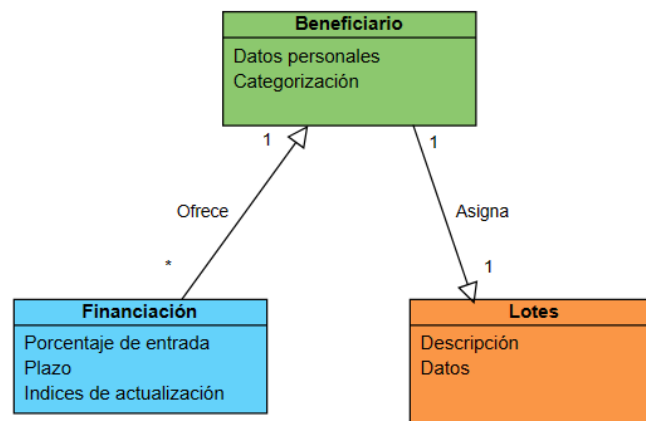 Beneficiario
Datos personales
Categorización
1
1
Ofrece
Asigna
*
1
Financiación
Porcentaje de entrada
Plazo
Indices de actualización
Lotes
Descripción
Datos